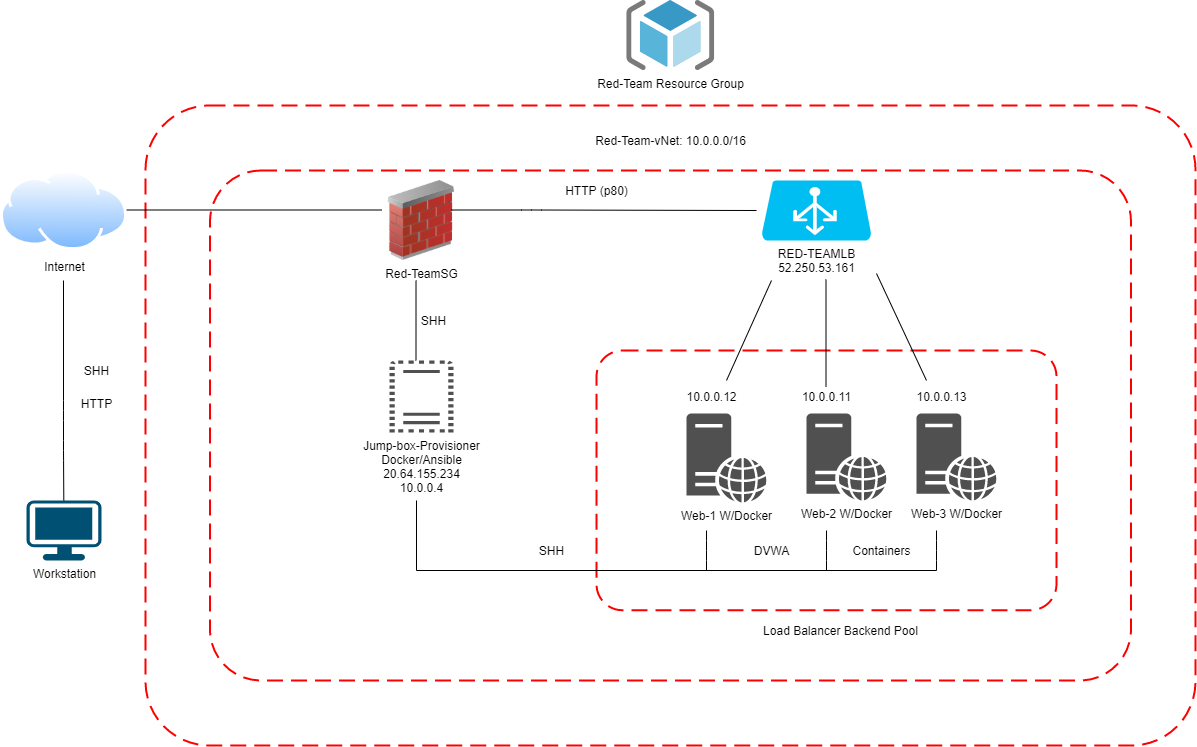 Red-Team Resource Group
Red-Team-vNet: 10.0.0.0/16
HTTP (p80)
Internet
Red-TeamSG
RED-TEAMLB
52.250.53.161
SHH
SHH
HTTP
10.0.0.12
10.0.0.11
10.0.0.13
Jump-box-Provisioner
Docker/Ansible
20.64.155.234
10.0.0.4
Web-1 W/Docker
Web-2 W/Docker
Web-3 W/Docker
SHH
DVWA
Containers
Workstation
Load Balancer Backend Pool